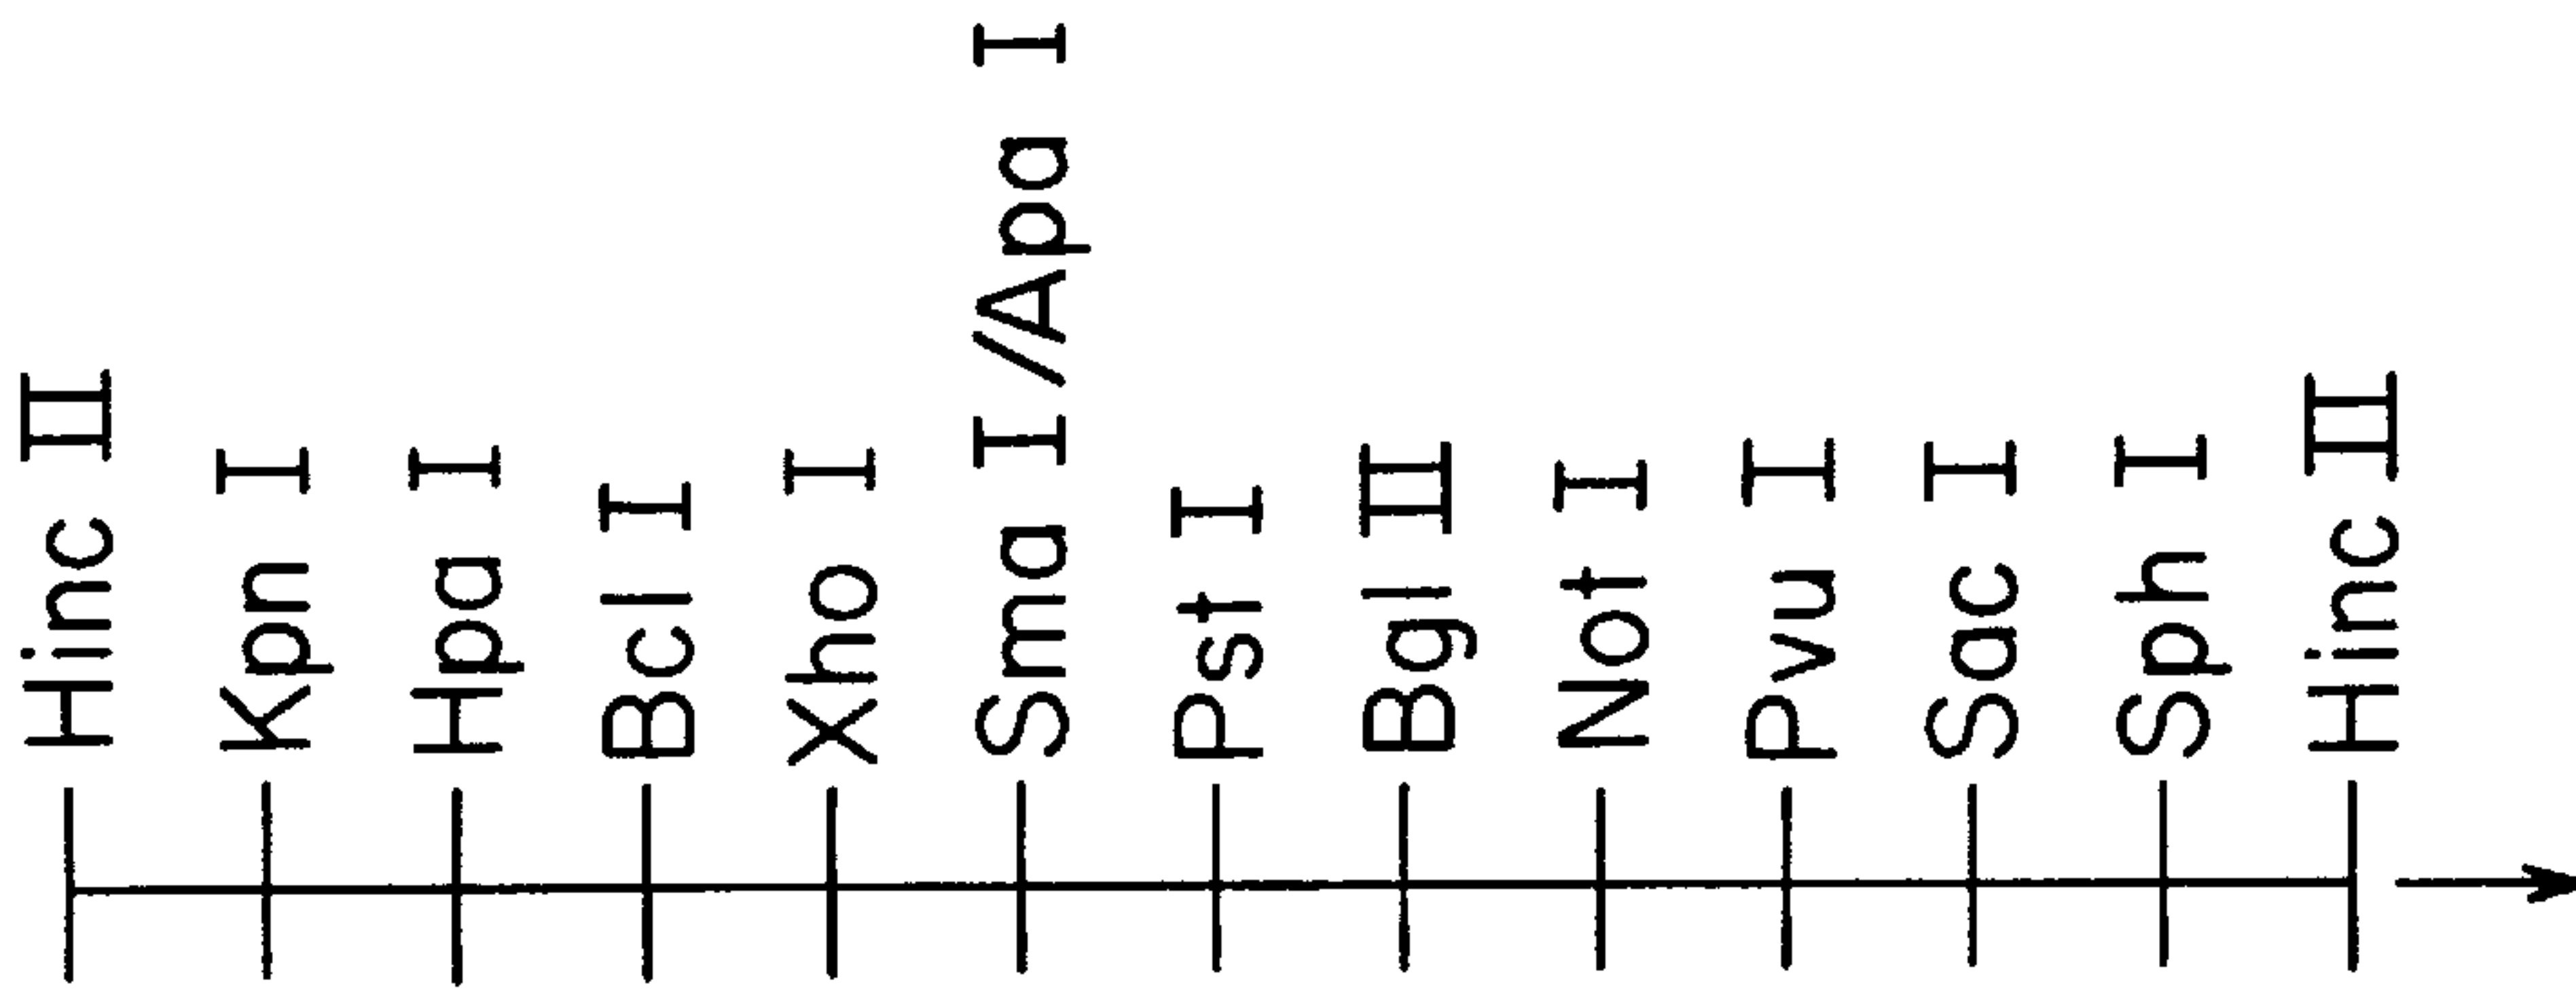 Hinc II
Kpn I
Hpa I
Bcl I
Xho I
Sma I/Apa I
Pst I
Bgl II
Not I
Pvu I
Sac I
Sph I
Hinc II